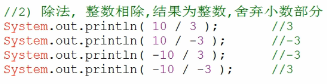 //2) 除法, 整数相除,结果为整数,舍弃小数部分
System.out.println( 10 / 3 ); //3
System.out.println( 10 / -3 ); //-3
System.out.println( -10 / 3 ); //-3
System.out.println( -10 / -3 ); //3